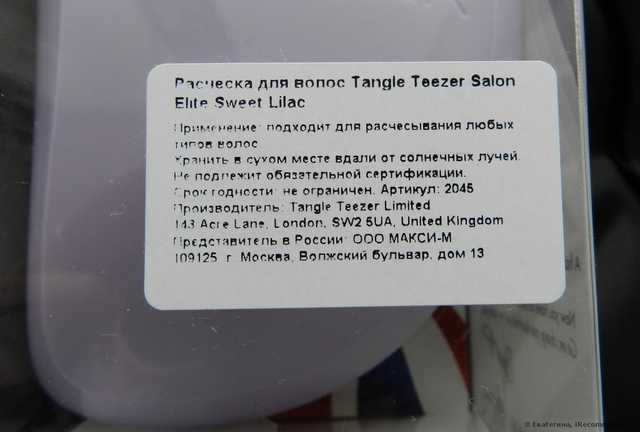 Расческа для волос Tangle Teezer Salon
Elite Sweet Lilac
Применение: подходит для расчесывания любых
типов волос
Хранить в сухом месте вдали от солнечных лучей.
Не подлежит обязательной сертификации.
Срок годности: не ограничен. Артикул: 2045
Производитель: Tangle Teezer Limited
143 Acre Lane, London, SW2 5UA, United Kingdom
Представитель в России: ООО МАКСИ-М
109125, г. Москва, Волжский бульвар, дом 13
© Екатерина,